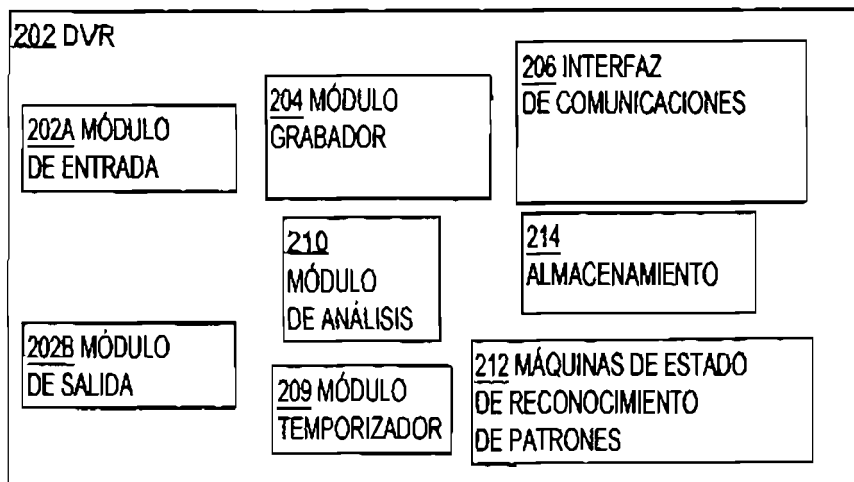 202 DVR
202A MÓDULO
DE ENTRADA
204 MÓDULO
GRABADOR
206 INTERFAZ
DE COMUNICACIONES
210
MÓDULO
DE ANÁLISIS
214
ALMACENAMIENTO
202B MÓDULO
DE SALIDA
209 MÓDULO
TEMPORIZADOR
212 MÁQUINAS DE ESTADO
DE RECONOCIMIENTO
DE PATRONES